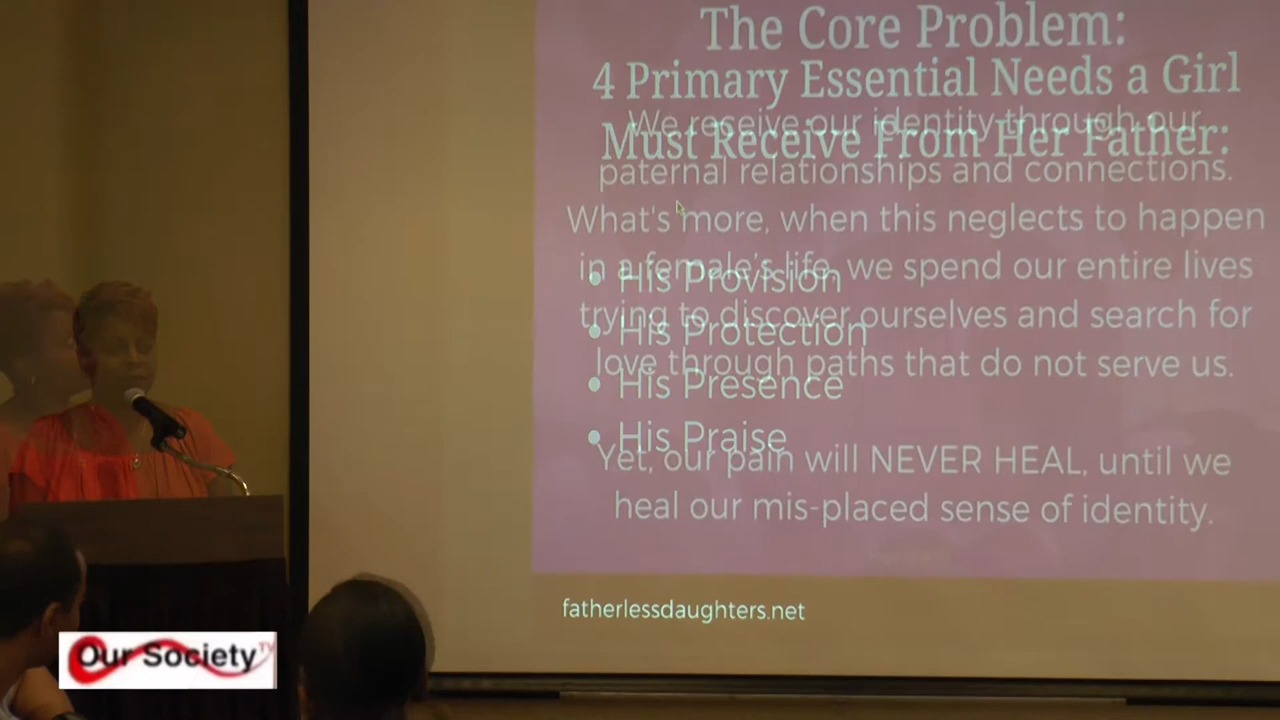 The Core Problem:
4 Primary Essential Needs a Girl
Must Receive From Her Father:
• His Provision
• His Protection
• His Presence
• His Praise
We receive our identity through our
paternal relationships and connections.
What's more, when this neglects to happen
in a female's life, we spend our entire lives
trying to discover ourselves and search for
love through paths that do not serve us.
Yet, our pain will NEVER HEAL, until we
heal our mis-placed sense of identity.
fatherlessdaughters.net
Our Society TV